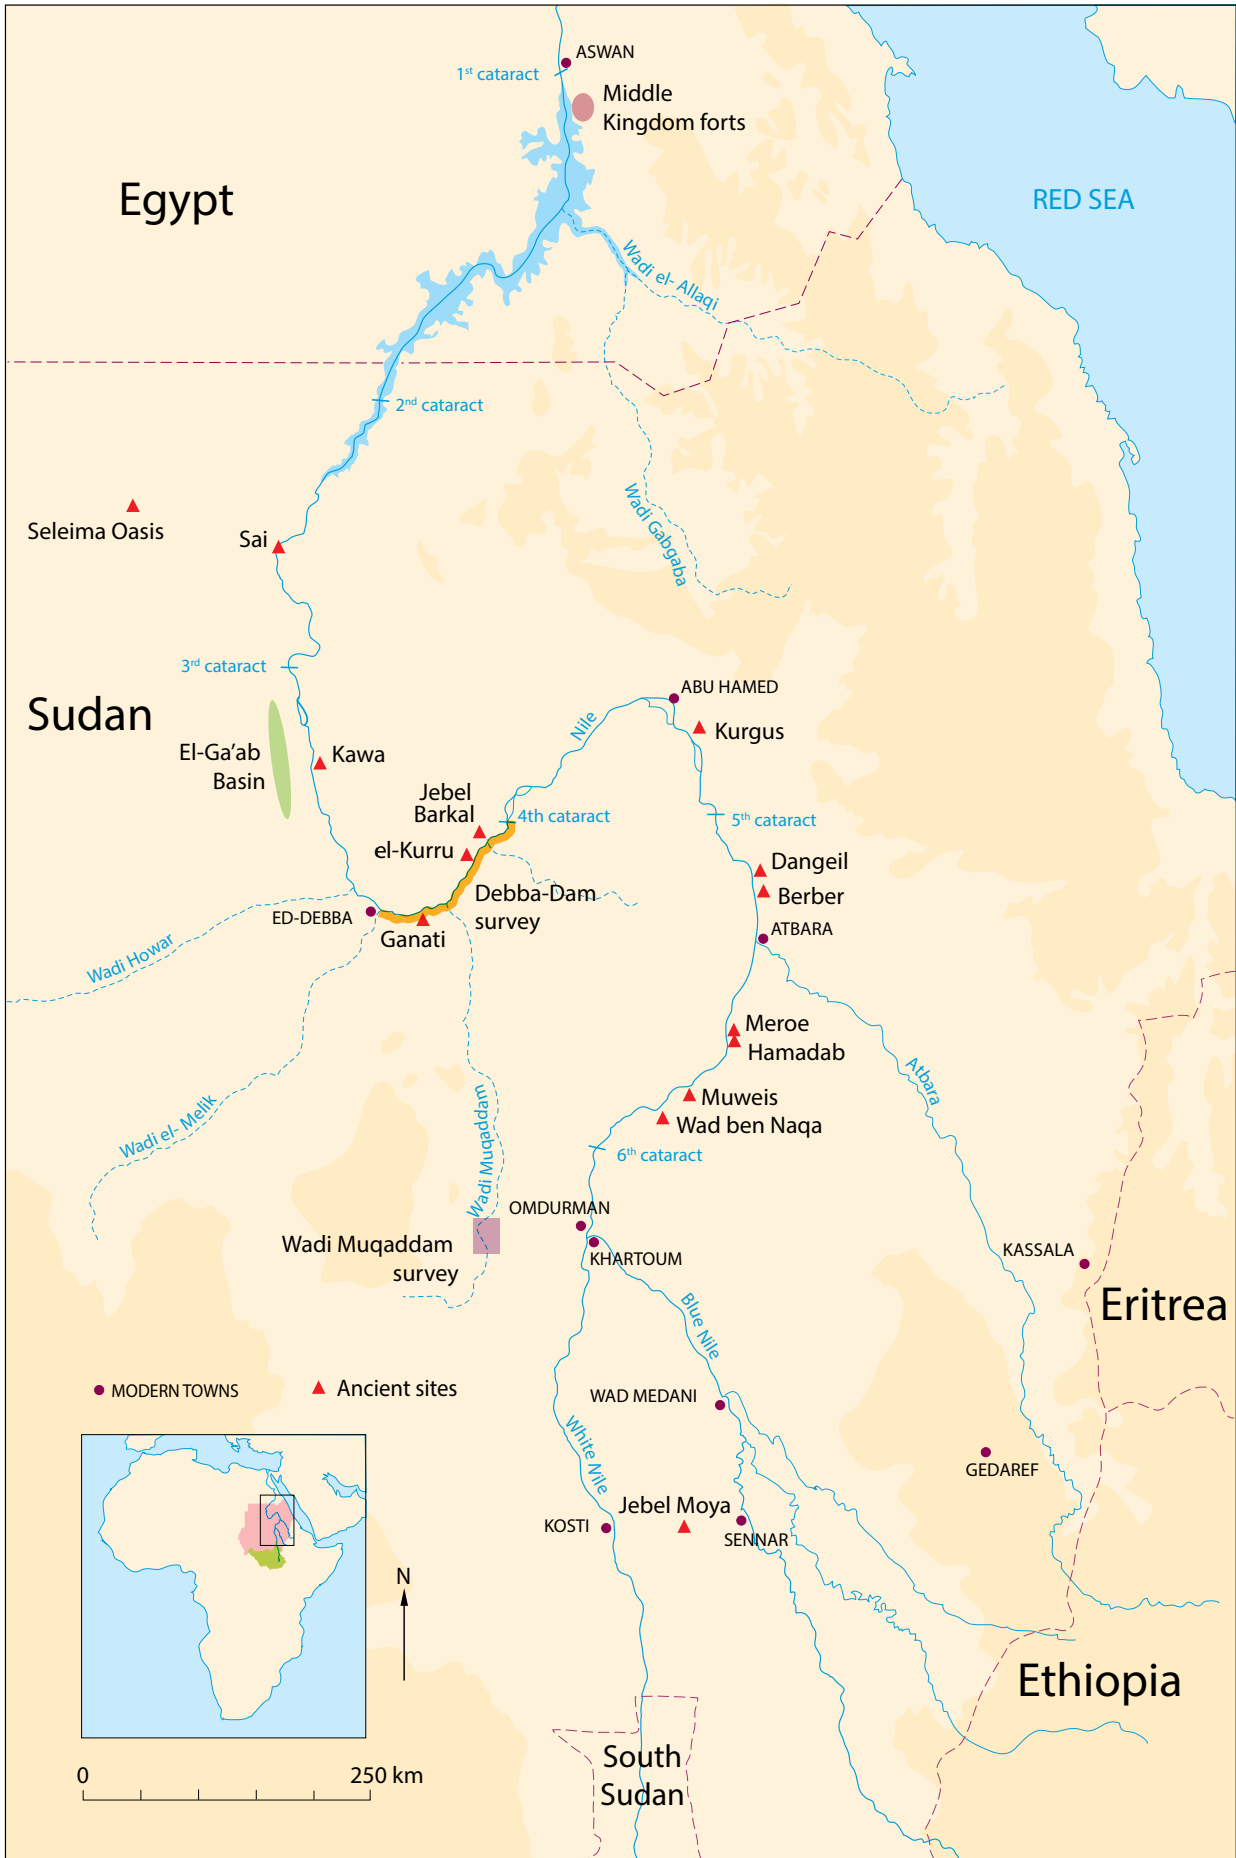 ASWAN
1st cataract
Middle
Kingdom forts
Egypt
RED SEA
Wadi el- Allaqi
2nd cataract
Wadi Gabgaba
Seleima Oasis
Sai
3rd cataract
ABU HAMED
Sudan
Nile
Kurgus
El-Ga'ab
Basin
Kawa
Jebel
Barkal
4th cataract
5th cataract
el-Kurru
Dangeil
Debba-Dam
survey
Berber
ED-DEBBA
Ganati
ATBARA
Wadi Howar
Meroe
Hamadab
Atbara
Muweis
Wad ben Naqa
Wadi el- Melik
Wadi Muqaddam
6th cataract
OMDURMAN
Wadi Muqaddam
survey
KHARTOUM
KASSALA
Eritrea
Blue Nile
MODERN TOWNS
Ancient sites
WAD MEDANI
White Nile
GEDAREF
Jebel Moya
KOSTI
SENNAR
N
Ethiopia
South
Sudan
0
250 km